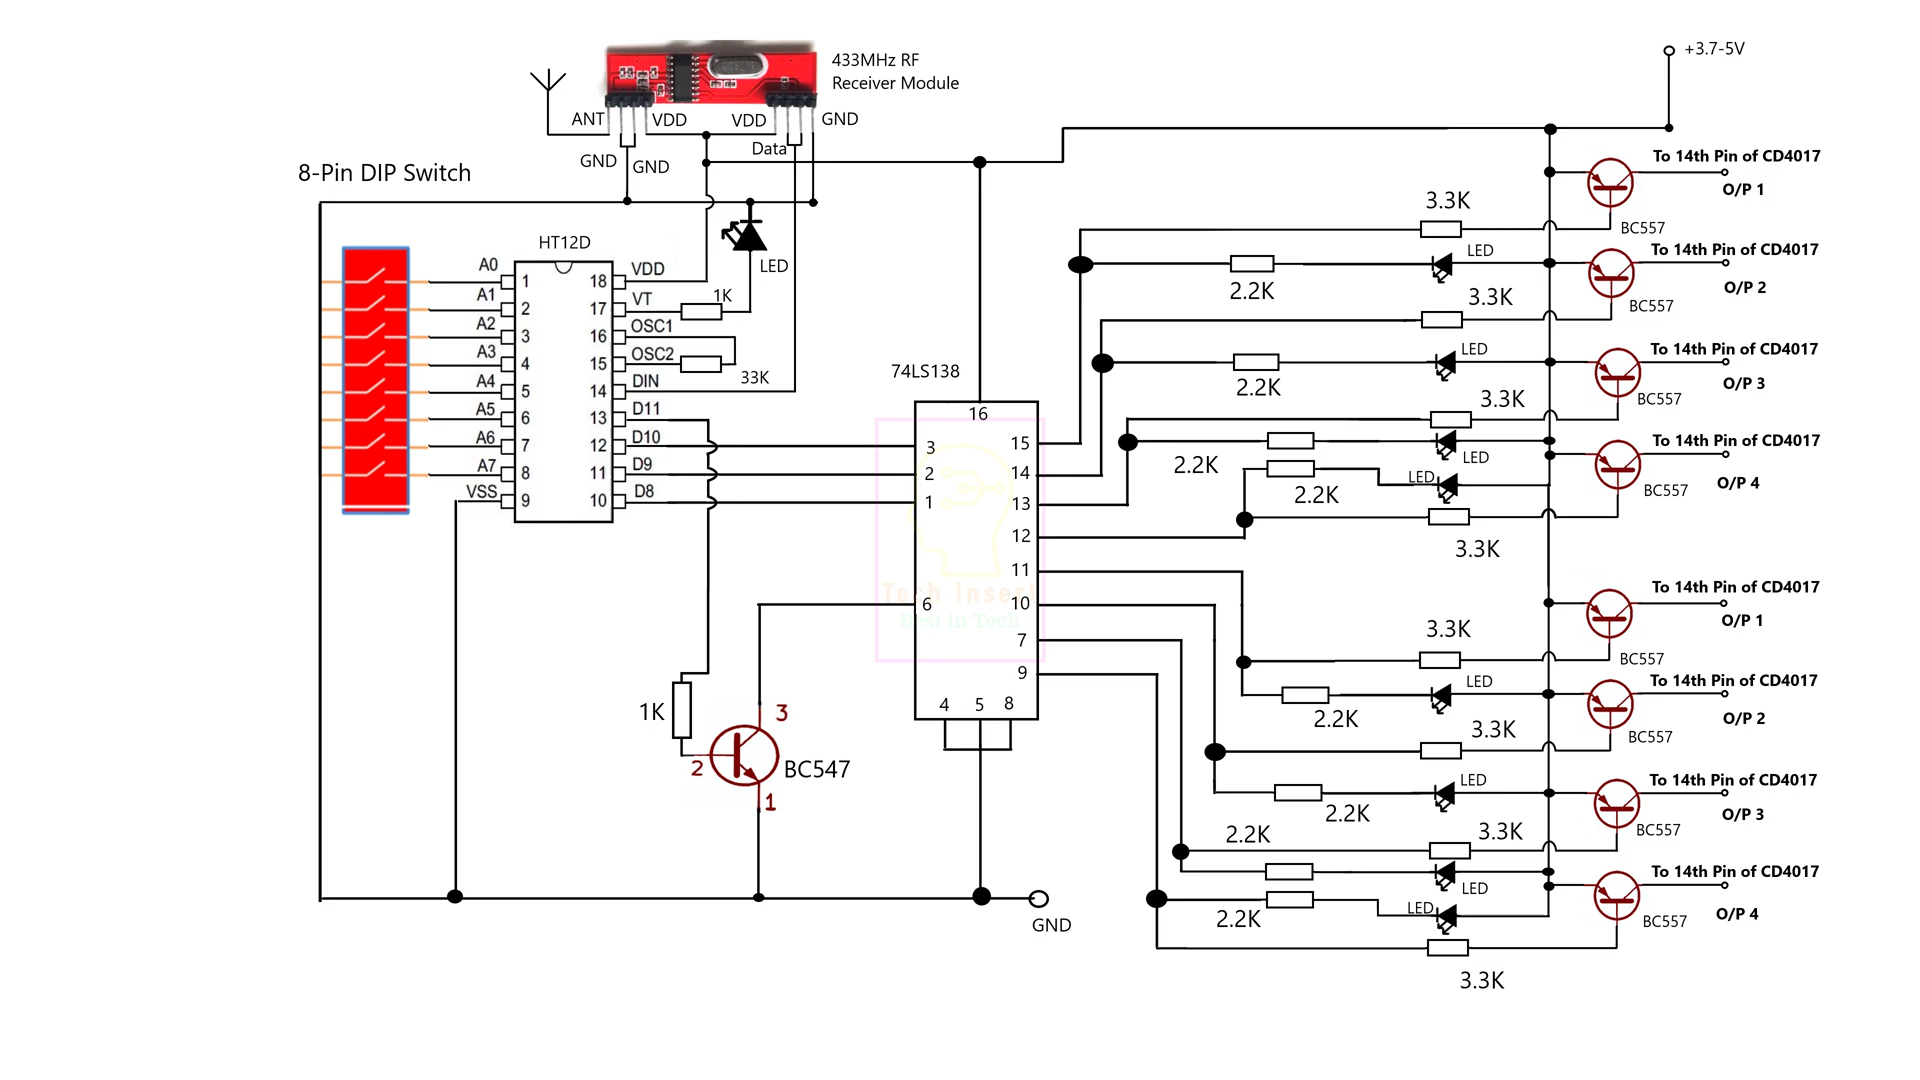 433MHz RF
Receiver Module
+3.7-5V
ANT
VDD
VDD
GND
Data
GND
GND
8-Pin DIP Switch
HT12D
LED
A0
1
18
VDD
A1
2
17
VT
1K
A2
3
16
OSC1
A3
4
15
OSC2
33K
A4
5
14
DIN
A5
6
13
D11
A6
7
12
D10
A7
8
11
D9
VSS
9
10
D8
74LS138
16
3
15
2
14
1
13
12
11
6
10
7
9
4
5
8
Tech Insert
Best in Tech
1K
3
2
BC547
1
GND
To 14th Pin of CD4017
O/P 1
3.3K
BC557
LED
2.2K
To 14th Pin of CD4017
O/P 2
3.3K
BC557
LED
2.2K
To 14th Pin of CD4017
O/P 3
3.3K
BC557
LED
2.2K
To 14th Pin of CD4017
O/P 4
LED
2.2K
BC557
3.3K
To 14th Pin of CD4017
O/P 1
3.3K
BC557
LED
2.2K
To 14th Pin of CD4017
O/P 2
3.3K
BC557
LED
2.2K
To 14th Pin of CD4017
O/P 3
3.3K
BC557
2.2K
LED
To 14th Pin of CD4017
O/P 4
LED
2.2K
BC557
3.3K